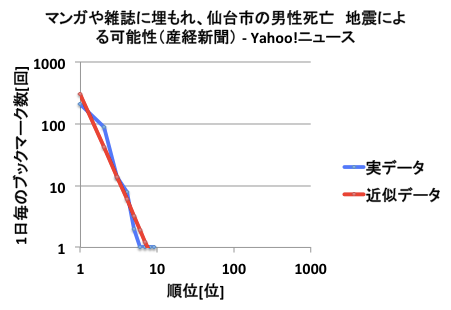 マンガや雑誌に埋もれ、仙台市の男性死亡　地震によ
る可能性（産経新聞） - Yahoo!ニュース
1日毎のブックマーク数[回]
1000
100
10
1
1 10 100 1000
順位[位]
実データ
近似データ